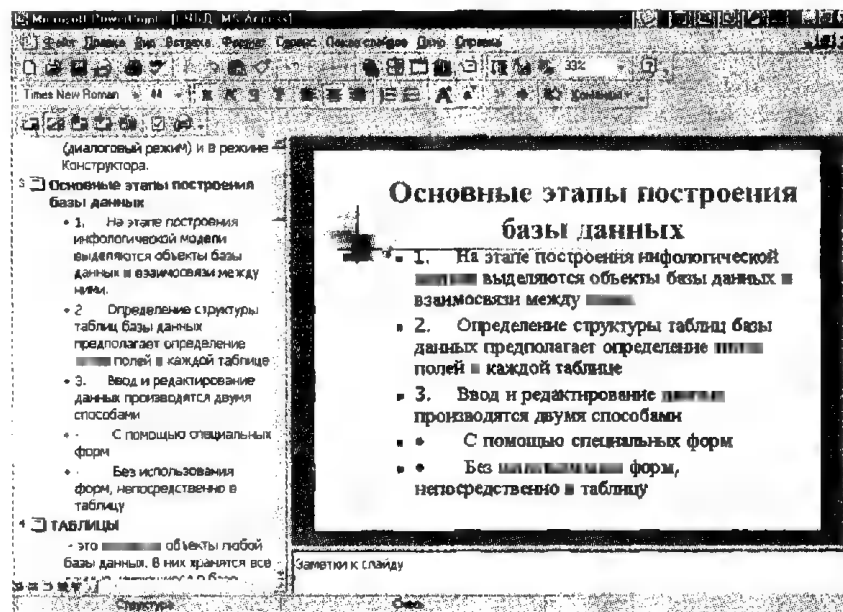 Microsoft PowerPoint - [ MS Access]
Файл Правка Вид Вставка Формат Сервис Показ слайдов Окно Справка
33%
Times New Roman 44 Ж К Ч Команды
(диалоговый режим) и в режиме
Конструктора.
3 Основные этапы построения
базы данных
• 1. На этапе построения
инфологической модели
выделяются объекты базы
данных и взаимосвязи между
ними.
• 2 Определение структуры
таблиц базы данных
предполагает определение
полей в каждой таблице
• 3. Ввод и редактирование
данных производятся двумя
способами
• · С помощью специальных
форм
• · Без использования
форм, непосредственно в
таблицу
4 ТАБЛИЦЫ
- это объекты любой
базы данных. В них хранятся все
Структура
Основные этапы построения
базы данных
1. На этапе построения инфологической
выделяются объекты базы данных и
взаимосвязи между
2. Определение структуры таблиц базы
данных предполагает определение
полей в каждой таблице
3. Ввод и редактирование
производятся двумя способами
• С помощью специальных форм
• Без форм,
непосредственно в таблицу
Заметки к слайду